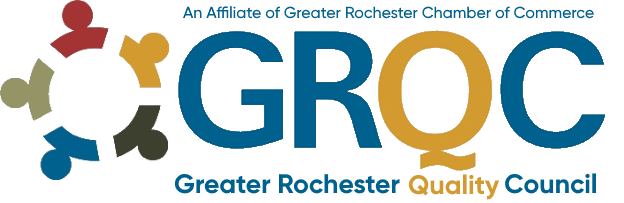 An Affiliate of Greater Rochester Chamber of Commerce
GRQC
Greater Rochester Quality Council